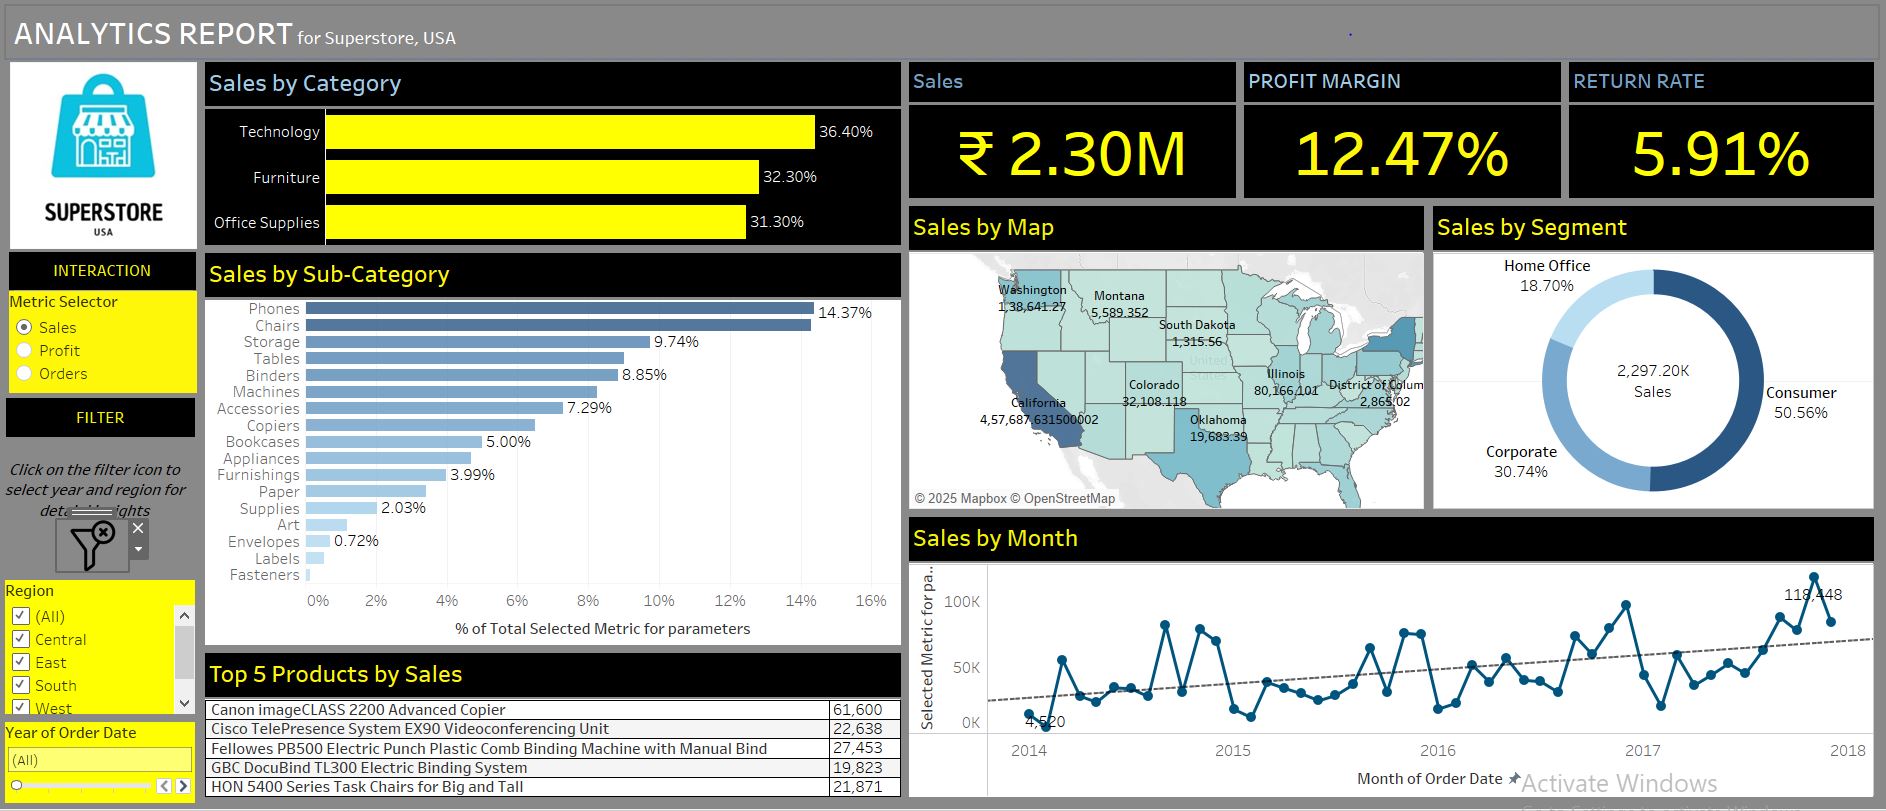 ANALYTICS REPORT for Superstore, USA
SUPERSTORE
USA
INTERACTION
Metric Selector
Sales
Profit
Orders
FILTER
Click on the filter icon to
select year and region for
Region
(All)
Central
East
South
West
Year of Order Date
(All)
Sales by Category
Technology 36.40%
Furniture 32.30%
Office Supplies 31.30%
Sales by Sub-Category
Phones 14.37%
Chairs
Storage 9.74%
Tables
Binders 8.85%
Machines
Accessories 7.29%
Copiers
Bookcases 5.00%
Appliances
Furnishings 3.99%
Paper
Supplies 2.03%
Art
Envelopes 0.72%
Labels
Fasteners
0% 2% 4% 6% 8% 10% 12% 14% 16%
% of Total Selected Metric for parameters
Top 5 Products by Sales
Canon imageCLASS 2200 Advanced Copier 61,600
Cisco TelePresence System EX90 Videoconferencing Unit 22,638
Fellowes PB500 Electric Punch Plastic Comb Binding Machine with Manual Bind 27,453
GBC DocuBind TL300 Electric Binding System 19,823
HON 5400 Series Task Chairs for Big and Tall 21,871
Sales
₹ 2.30M
PROFIT MARGIN
12.47%
RETURN RATE
5.91%
Sales by Map
Washington
1,38,641.27
Montana
5,589.352
South Dakota
1,315.56
United
States
Colorado
32,108.118
Illinois
80,166.101
District of Colum
2,865.02
California
4,57,687.631500002
Oklahoma
19,683.39
© 2025 Mapbox © OpenStreetMap
Sales by Segment
Home Office
18.70%
2,297.20K
Sales
Consumer
50.56%
Corporate
30.74%
Sales by Month
Selected Metric for pa..
100K
50K
0K
4,520
118,448
2014 2015 2016 2017 2018
Month of Order Date
Activate Windows